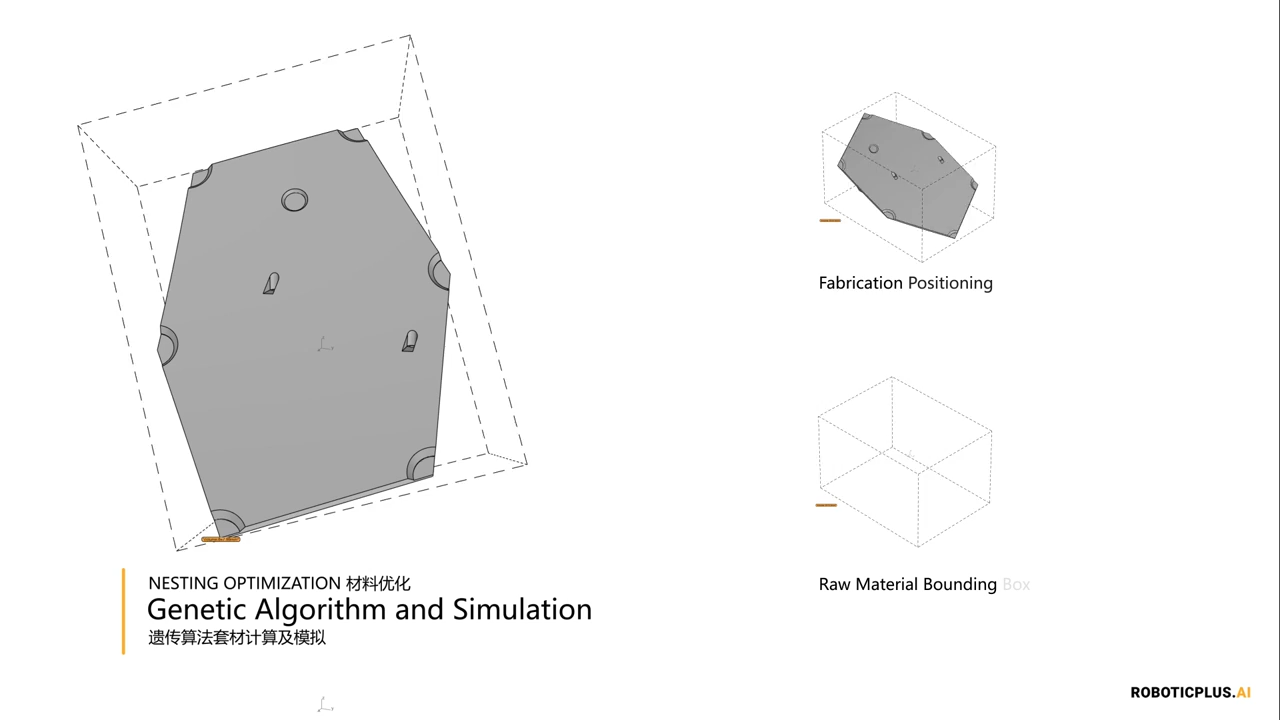 NESTING OPTIMIZATION 材料优化
Genetic Algorithm and Simulation
遗传算法套材计算及模拟
Fabrication Positioning
Raw Material Bounding Box
ROBOTICPLUS.AI